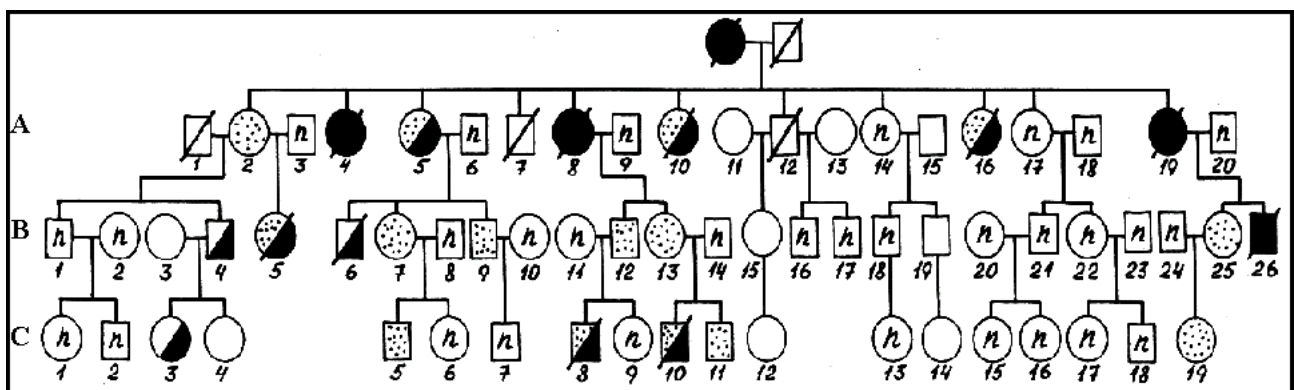 A n n n n n n n
1 2 3 4 5 6 7 8 9 10 11 12 13 14 15 16 17 18 19 20
B n n n n n n n n n n n n n n
1 2 3 4 5 6 7 8 9 10 11 12 13 14 15 16 17 18 19 20 21 22 23 24 25 26
C n n n n n n n n n n
1 2 3 4 5 6 7 8 9 10 11 12 13 14 15 16 17 18 19